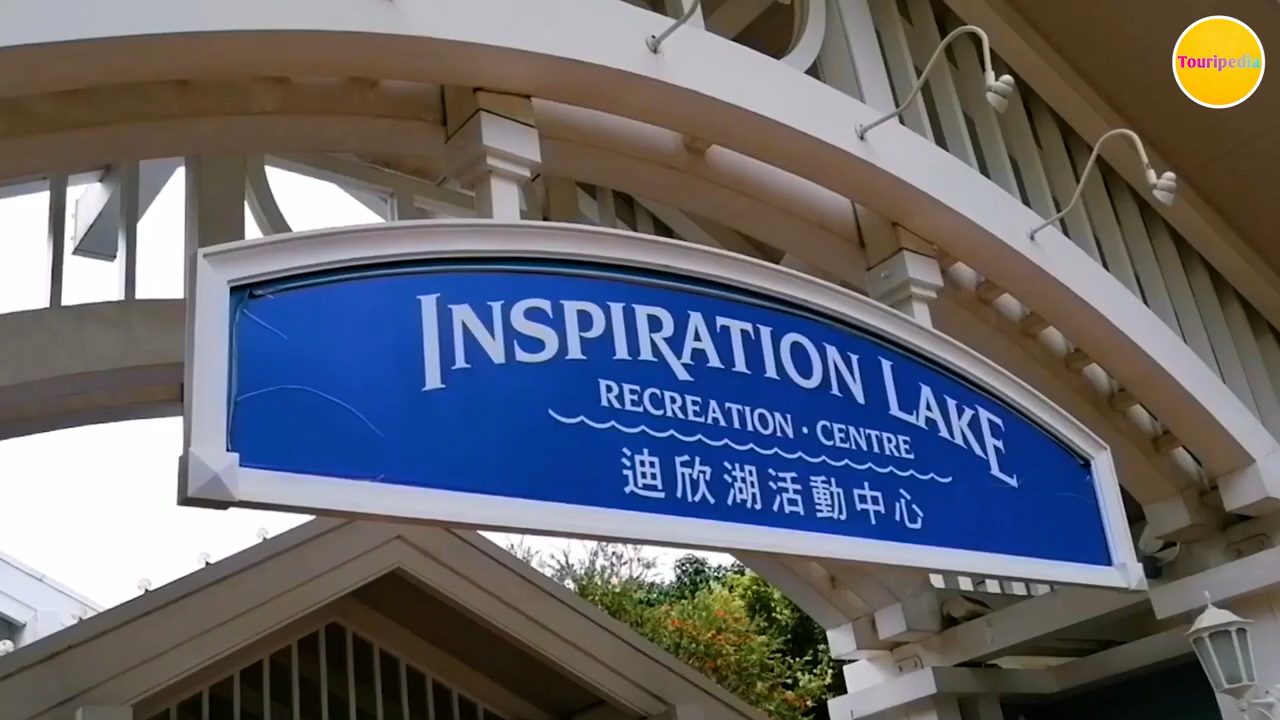 Touripedia
INSPIRATION LAKE
RECREATION · CENTRE
迪欣湖活動中心